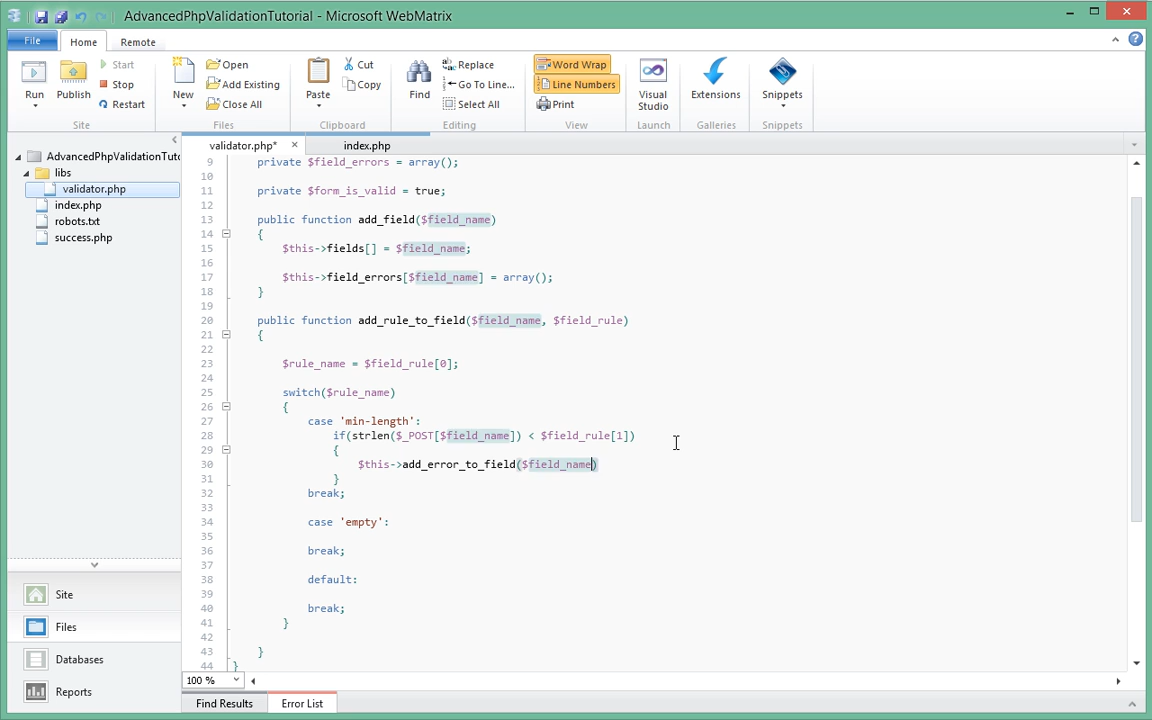 AdvancedPhpValidationTutorial - Microsoft WebMatrix
File Home Remote
Run Publish Start Stop Restart
Site
New Open Add Existing Close All
Files
Paste Cut Copy
Clipboard
Find Replace Go To Line... Select All
Editing
Word Wrap Line Numbers Print
View
Visual Studio
Launch
Extensions
Galleries
Snippets
Snippets
validator.php* index.php
AdvancedPhpValidationTuto
libs
validator.php
index.php
robots.txt
success.php
9 private $field_errors = array();
10
11 private $form_is_valid = true;
12
13 public function add_field($field_name)
14 {
15 $this->fields[] = $field_name;
16
17 $this->field_errors[$field_name] = array();
18 }
19
20 public function add_rule_to_field($field_name, $field_rule)
21 {
22
23 $rule_name = $field_rule[0];
24
25 switch($rule_name)
26 {
27 case 'min-length':
28 if(strlen($_POST[$field_name]) < $field_rule[1])
29 {
30 $this->add_error_to_field($field_name)
31 }
32 break;
33
34 case 'empty':
35
36 break;
37
38 default:
39
40 break;
41 }
42
43 }
44 }
Site
Files
Databases
Reports
100 %
Find Results Error List